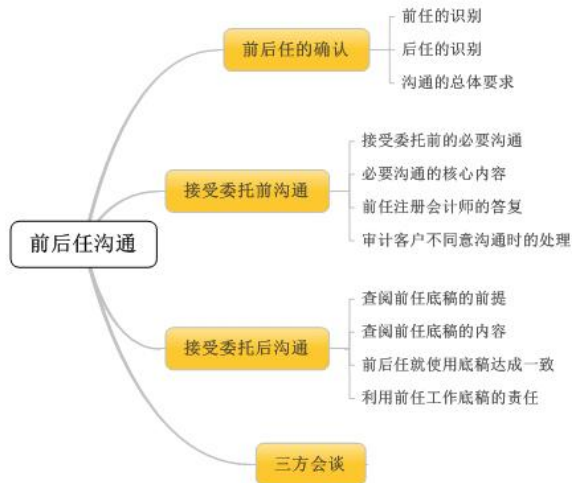 前后任沟通
前后任的确认
前任的识别
后任的识别
沟通的总体要求
接受委托前沟通
接受委托前的必要沟通
必要沟通的核心内容
前任注册会计师的答复
审计客户不同意沟通时的处理
接受委托后沟通
查阅前任底稿的前提
查阅前任底稿的内容
前后任就使用底稿达成一致
利用前任工作底稿的责任
三方会谈